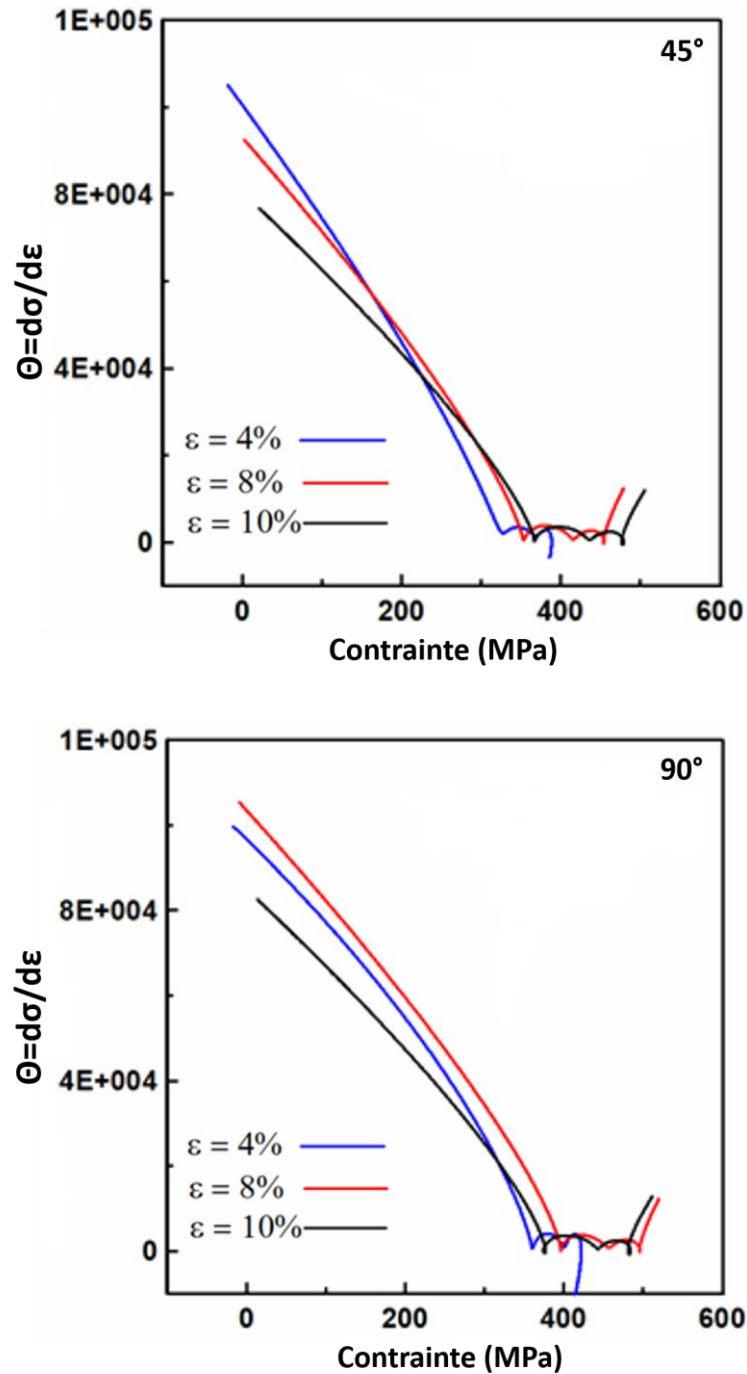 1E+005
45°
8E+004
Θ=dσ/dε
4E+004
ε = 4%
ε = 8%
ε = 10%
0
0 200 400 600
Contrainte (MPa)
1E+005
90°
8E+004
Θ=dσ/dε
4E+004
ε = 4%
ε = 8%
ε = 10%
0
0 200 400 600
Contrainte (MPa)